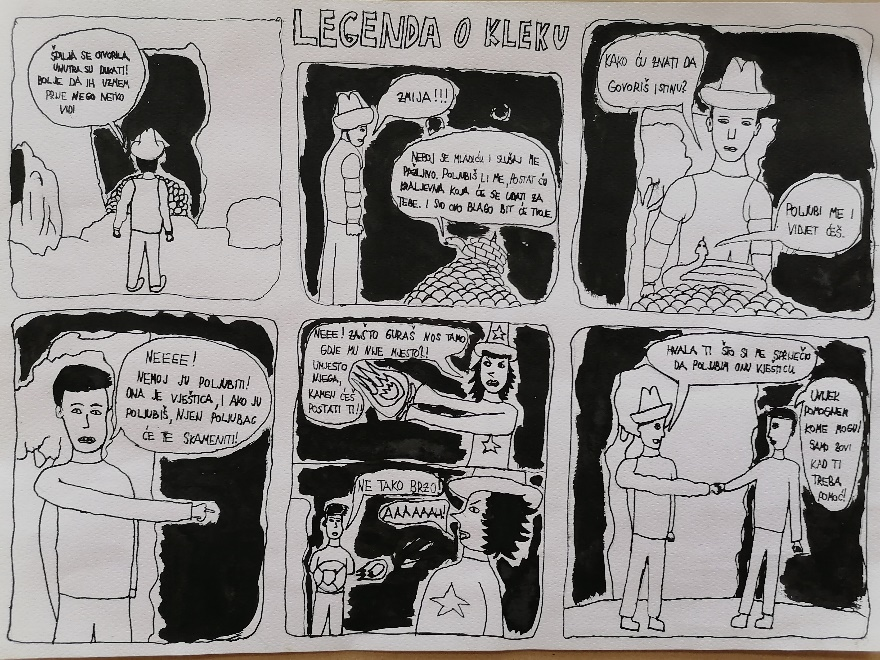 LEGENDA O KLEKU
ŠPILJA SE OTVORILA,
UNUTRA SU DUKATI!
BOLJE DA IH UZMEM
PRIJE NEGO NETKO
VIDI
ZMIJA!!!
NEBOJ SE MLADIĆU I SLUŠAJ ME
PAŽLJIVO. POLJUBIŠ LI ME, POSTAT ĆU
KRALJEVNA KOJA ĆE SE UDATI ZA
TEBE. I SVO OVO BLAGO BIT ĆE TVOJE.
KAKO ĆU ZNATI DA
GOVORIŠ ISTINU?
POLJUBI ME I
VIDJET ĆEŠ.
NEEEE!
NEMOJ JU POLJUBITI!
ONA JE VJEŠTICA, I AKO JU
POLJUBIŠ, NJEN POLJUBAC
ĆE TE SKAMENITI!
NEEE! ZAŠTO GURAŠ NOS TAMO
GDJE MU NIJE MJESTO?!
UMJESTO
NJEGA,
KAMEN ĆEŠ
POSTATI TI!
NE TAKO BRZO!
AAAAAAA!
HVALA TI ŠTO SI ME SPRIJEČIO
DA POLJUBIM ONU VJEŠTICU
UVIJEK
POMOGNEM
KOME MOGU!
SAMO ZOVI
KAD TI
TREBA
POMOĆ!